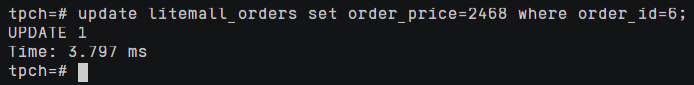 tpch=# update litemall_orders set order_price=2468 where order_id=6;
UPDATE 1
Time: 3.797 ms
tpch=#